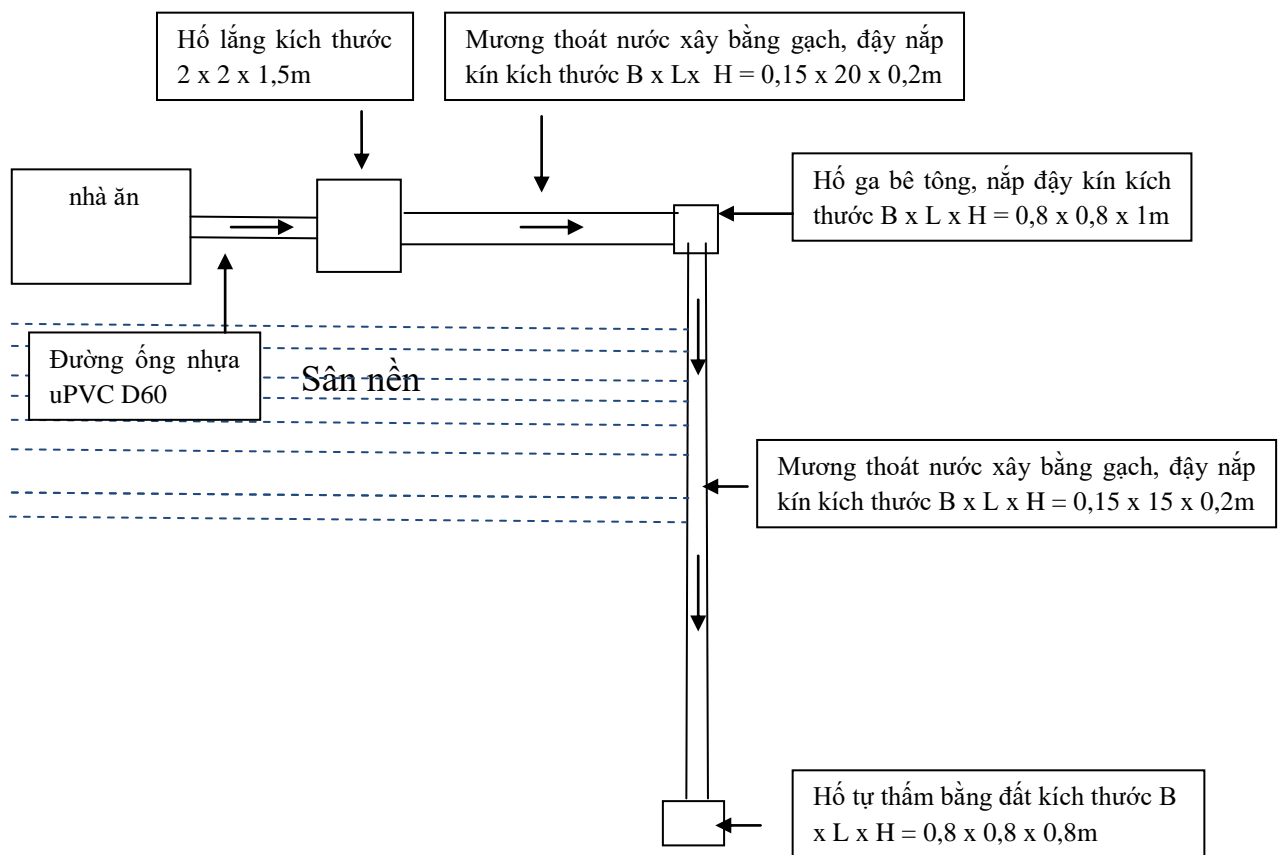 Hố lắng kích thước
2 x 2 x 1,5m
Mương thoát nước xây bằng gạch, đậy nắp
kín kích thước B x Lx H = 0,15 x 20 x 0,2m
nhà ăn
Hố ga bê tông, nắp đậy kín kích
thước B x L x H = 0,8 x 0,8 x 1m
Đường ống nhựa
uPVC D60
Sân nền
Mương thoát nước xây bằng gạch, đậy nắp
kín kích thước B x L x H = 0,15 x 15 x 0,2m
Hố tự thấm bằng đất kích thước B
x L x H = 0,8 x 0,8 x 0,8m